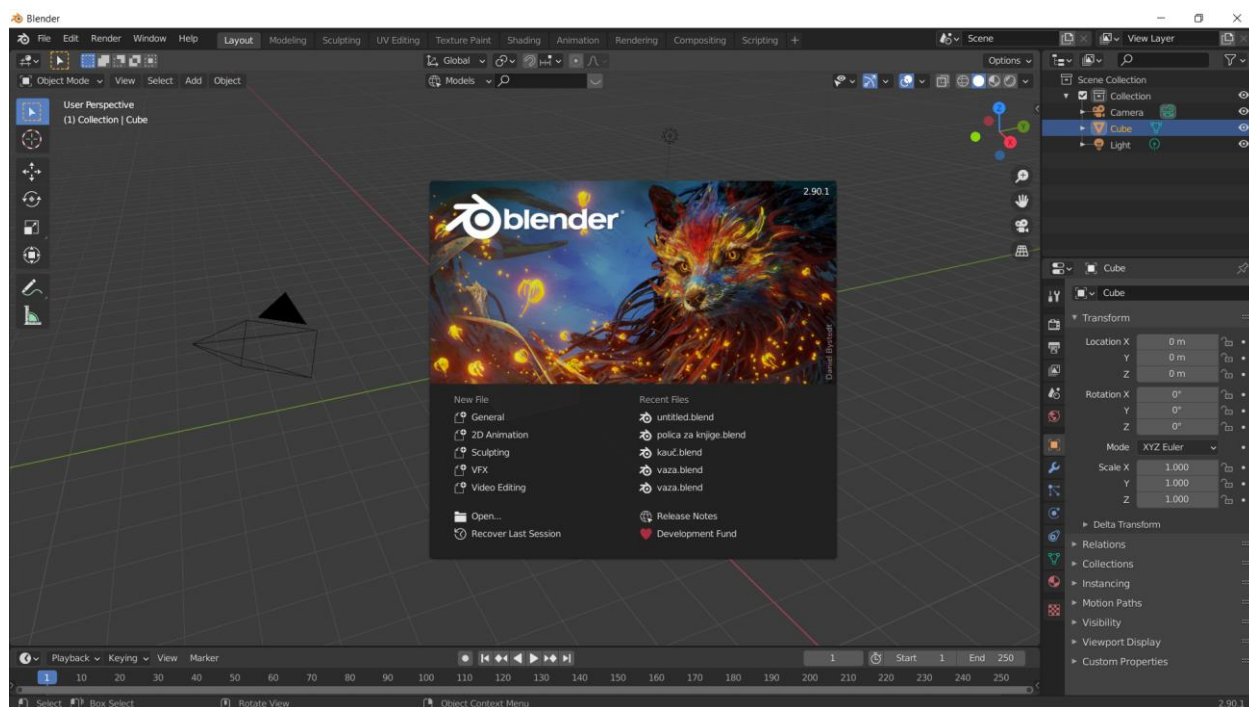 Blender
File Edit Render Window Help Layout Modeling Sculpting UV Editing Texture Paint Shading Animation Rendering Compositing Scripting + Scene View Layer
Global Options
Object Mode View Select Add Object Models
User Perspective
(1) Collection | Cube
Scene Collection
Collection
Camera
Cube
Light
Z
Y
X
2.90.1
blender
Daniel Bystedt
New File
General
2D Animation
Sculpting
VFX
Video Editing
Open...
Recover Last Session
Recent Files
untitled.blend
polica za knjige.blend
kauč.blend
vaza.blend
vaza.blend
Release Notes
Development Fund
Cube
Cube
Transform
Location X 0 m
Y 0 m
Z 0 m
Rotation X 0°
Y 0°
Z 0°
Mode XYZ Euler
Scale X 1.000
Y 1.000
Z 1.000
Delta Transform
Relations
Collections
Instancing
Motion Paths
Visibility
Viewport Display
Custom Properties
Playback Keying View Marker 1 Start 1 End 250
1 10 20 30 40 50 60 70 80 90 100 110 120 130 140 150 160 170 180 190 200 210 220 230 240 250
Select Box Select Rotate View Object Context Menu 2.90.1